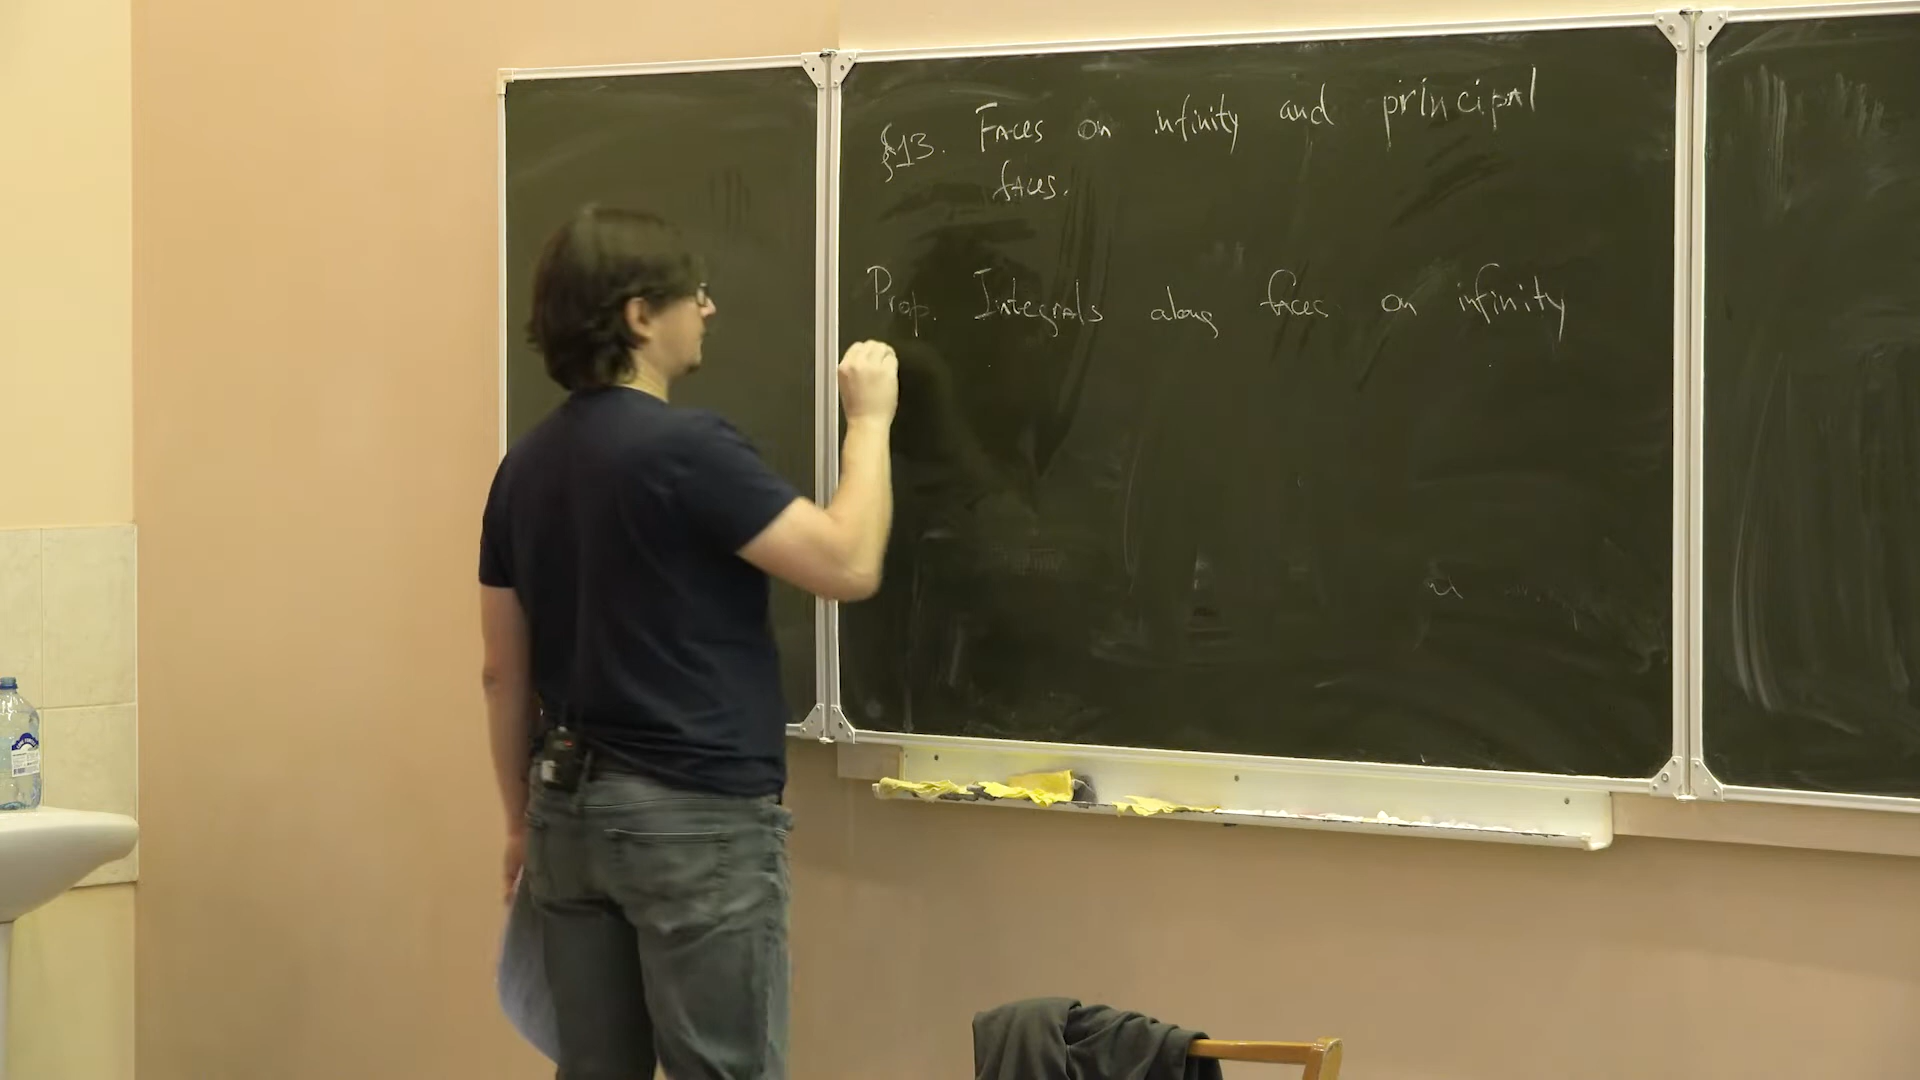 §13. Faces on infinity and principal
faces.
Prop. Integrals along faces on infinity